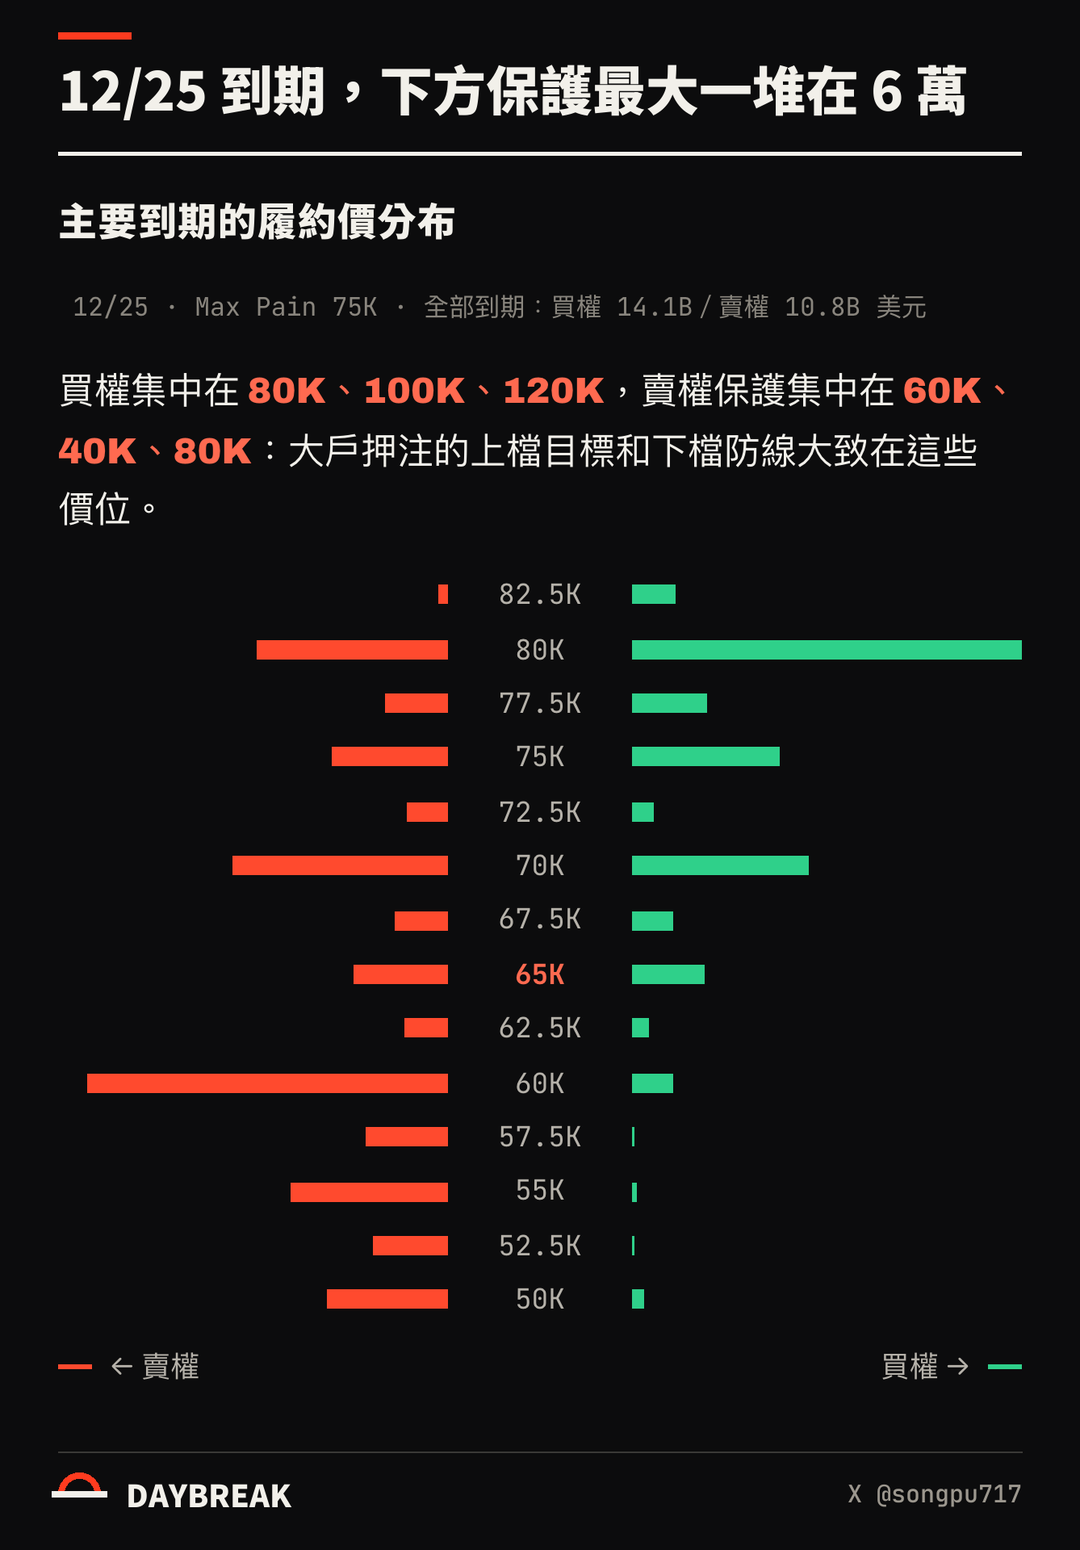 12/25 到期，下方保護最大一堆在 6 萬
主要到期的履約價分布
12/25 · Max Pain 75K · 全部到期：買權 14.1B / 賣權 10.8B 美元
買權集中在 80K、100K、120K，賣權保護集中在 60K、
40K、80K：大戶押注的上檔目標和下檔防線大致在這些
價位。
82.5K
80K
77.5K
75K
72.5K
70K
67.5K
65K
62.5K
60K
57.5K
55K
52.5K
50K
← 賣權
買權 →
DAYBREAK
X @songpu717